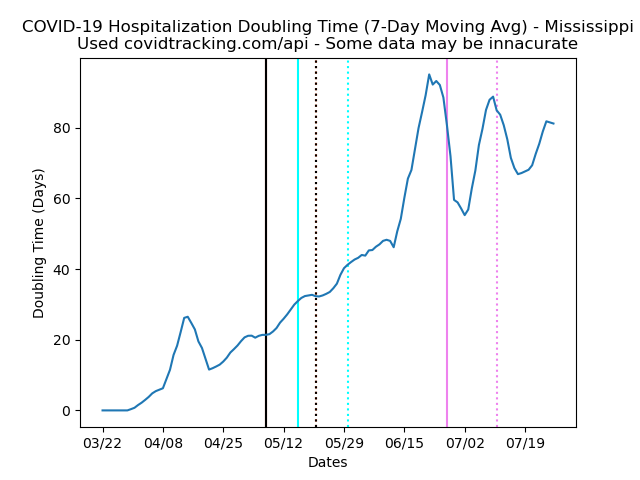 COVID-19 Hospitalization Doubling Time (7-Day Moving Avg) - Mississippi
Used covidtracking.com/api - Some data may be innacurate
Doubling Time (Days)
80
60
40
20
0
03/22 04/08 04/25 05/12 05/29 06/15 07/02 07/19
Dates